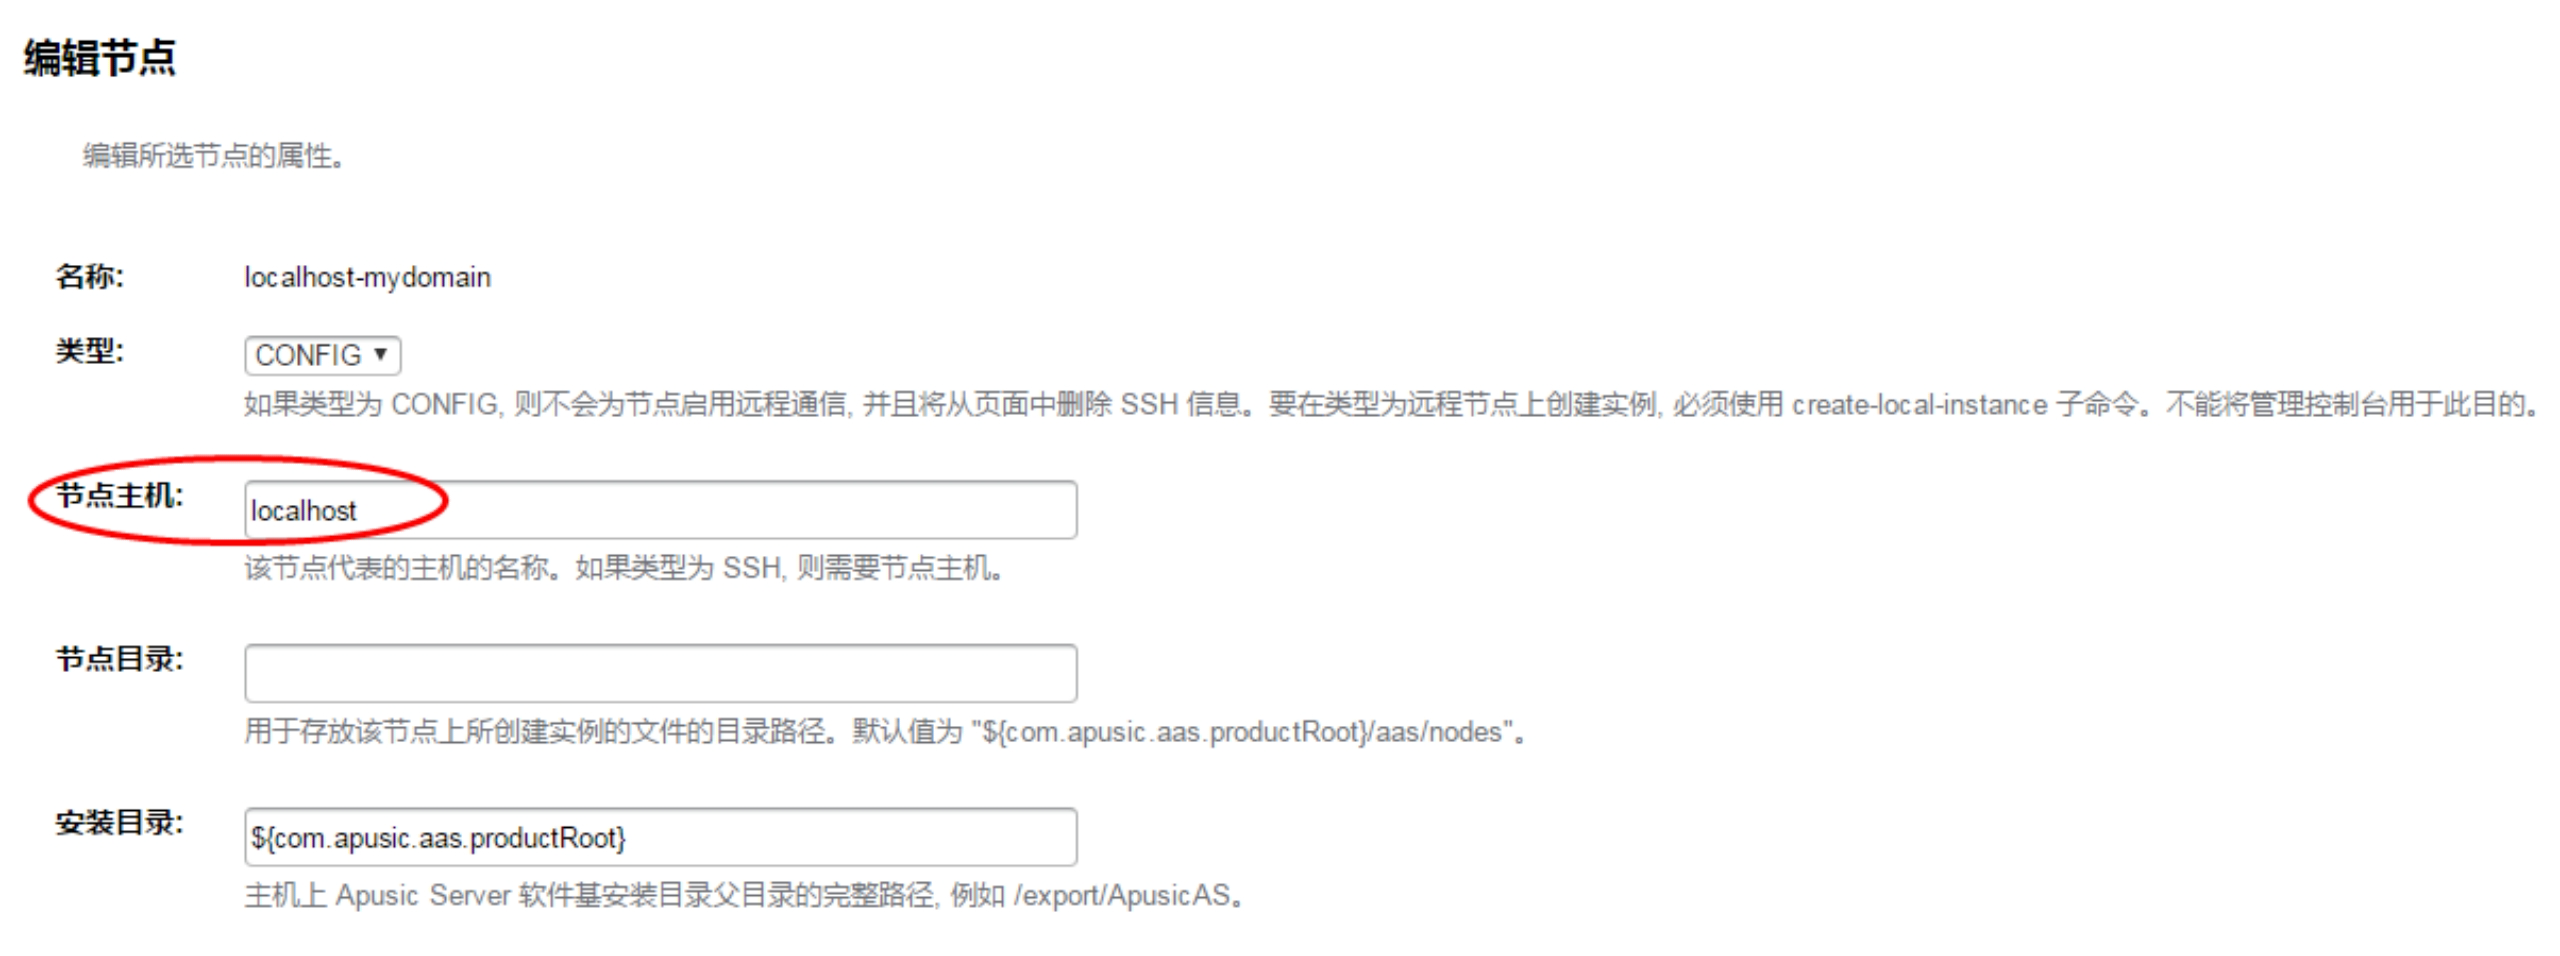 编辑节点
编辑所选节点的属性。
名称: localhost-mydomain
类型: CONFIG
如果类型为 CONFIG, 则不会为节点启用远程通信, 并且将从页面中删除 SSH 信息。要在类型为远程节点上创建实例, 必须使用 create-local-instance 子命令。不能将管理控制台用于此目的。
节点主机: localhost
该节点代表的主机的名称。如果类型为 SSH, 则需要节点主机。
节点目录:
用于存放该节点上所创建实例的文件的目录路径。默认值为 "${com.apusic.aas.productRoot}/aas/nodes"。
安装目录: ${com.apusic.aas.productRoot}
主机上 Apusic Server 软件基安装目录父目录的完整路径, 例如 /export/ApusicAS。